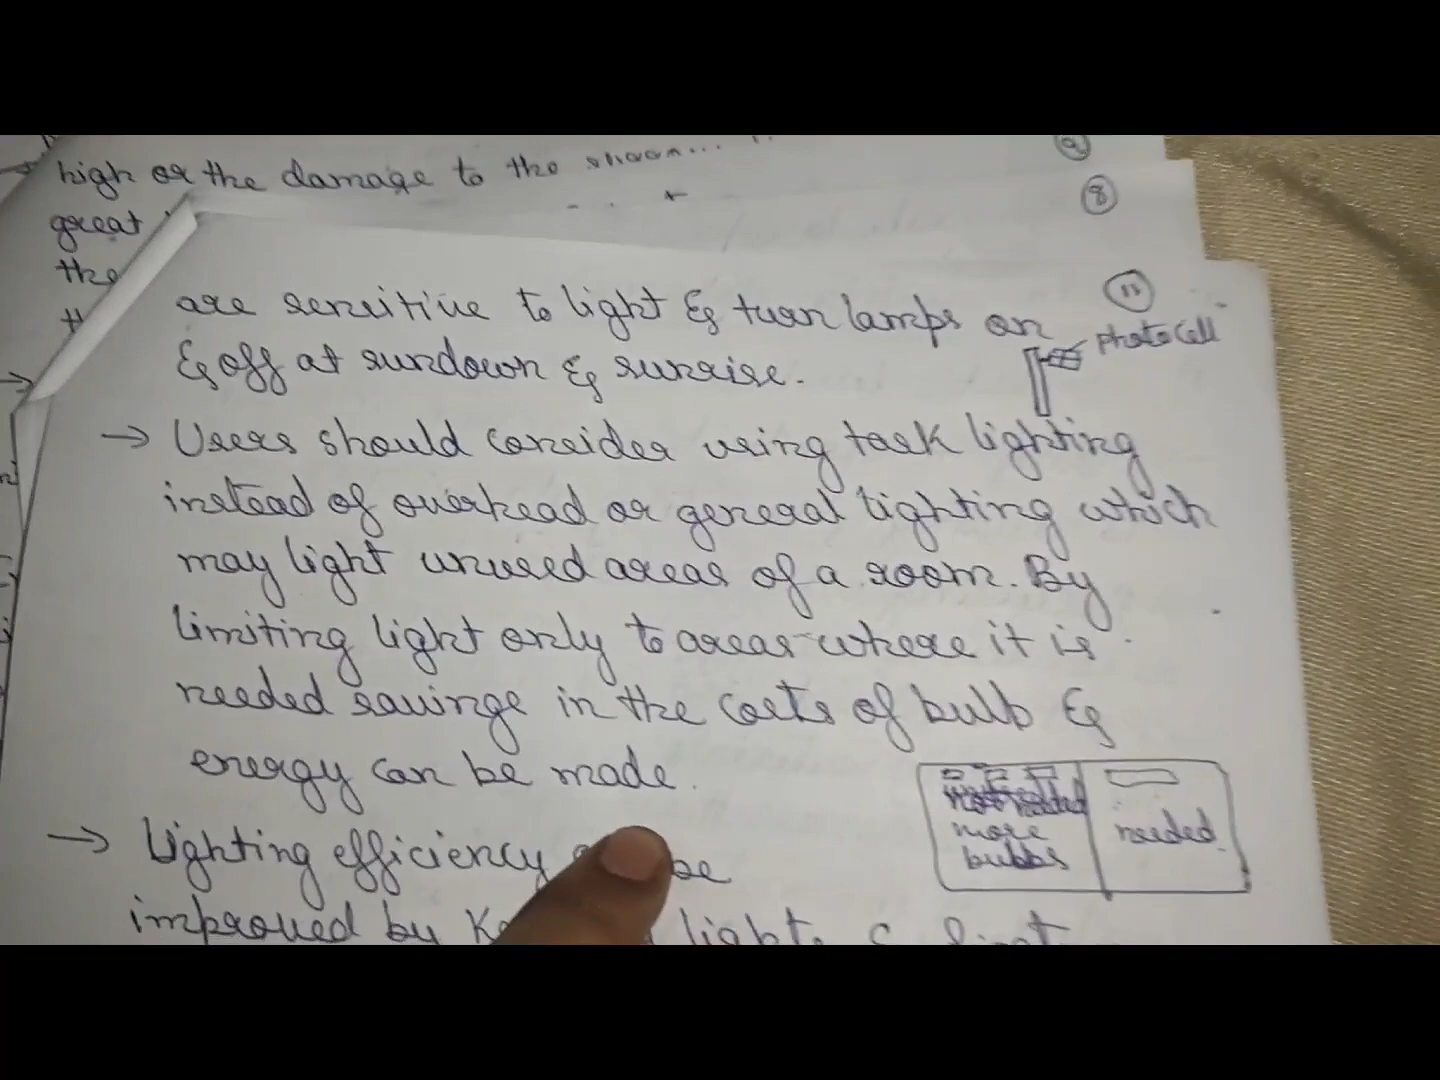 high or the damage to the
great
the
8
11
are sensitive to light & turn lamps on
& off at sundown & sunrise.
photocell
→ Users should consider using task lighting
instead of overhead or general lighting which
may light unused areas of a room. By
limiting light only to areas where it is
needed savings in the costs of bulb &
energy can be made.
more
bulbs
needed
→ Lighting efficiency be
improved by